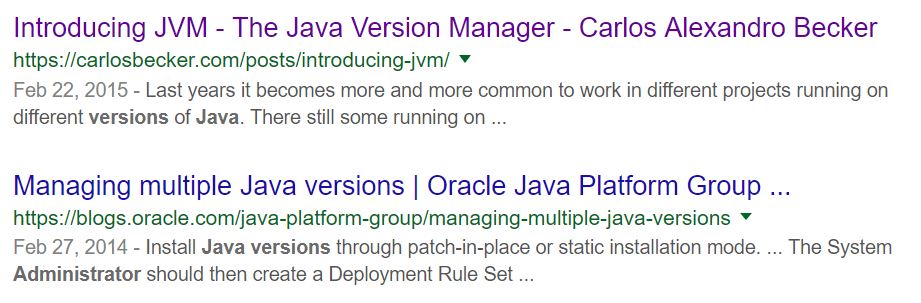 Introducing JVM - The Java Version Manager - Carlos Alexandro Becker
https://carlosbecker.com/posts/introducing-jvm/
Feb 22, 2015 - Last years it becomes more and more common to work in different projects running on
different versions of Java. There still some running on ...
Managing multiple Java versions | Oracle Java Platform Group ...
https://blogs.oracle.com/java-platform-group/managing-multiple-java-versions
Feb 27, 2014 - Install Java versions through patch-in-place or static installation mode. ... The System
Administrator should then create a Deployment Rule Set ...